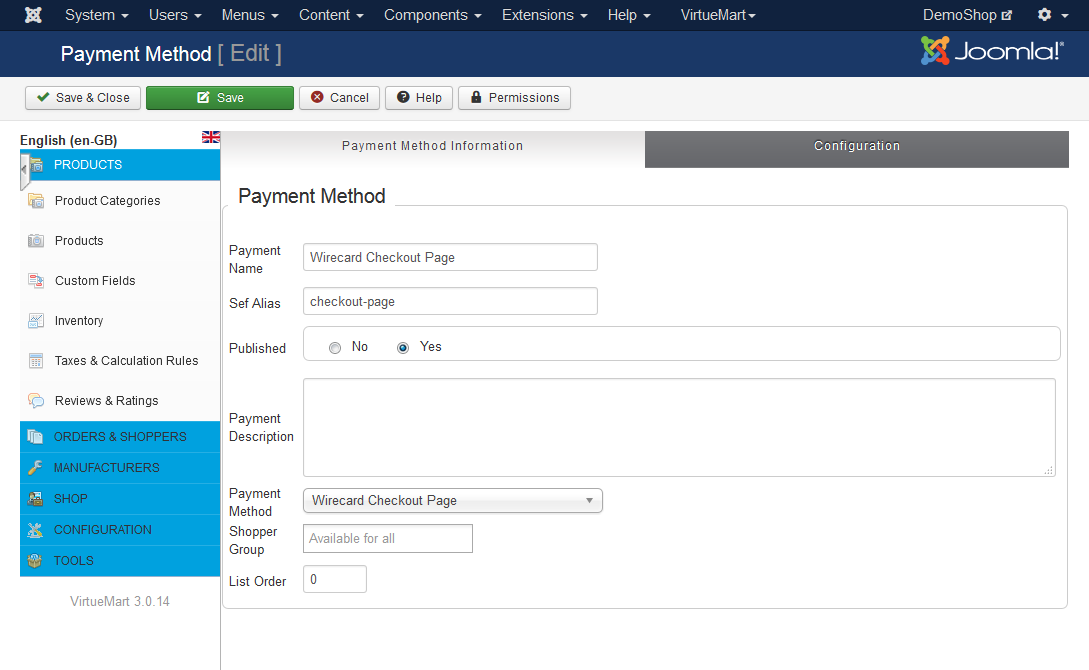 System Users Menus Content Components Extensions Help VirtueMart DemoShop
Payment Method [ Edit ] Joomla!®
Save & Close Save Cancel Help Permissions
English (en-GB)
Payment Method Information Configuration
PRODUCTS
Product Categories
Products
Custom Fields
Inventory
Taxes & Calculation Rules
Reviews & Ratings
ORDERS & SHOPPERS
MANUFACTURERS
SHOP
CONFIGURATION
TOOLS
VirtueMart 3.0.14
Payment Method
Payment
Name
Wirecard Checkout Page
Sef Alias checkout-page
Published No Yes
Payment
Description
Payment
Method
Wirecard Checkout Page
Shopper
Group
Available for all
List Order 0